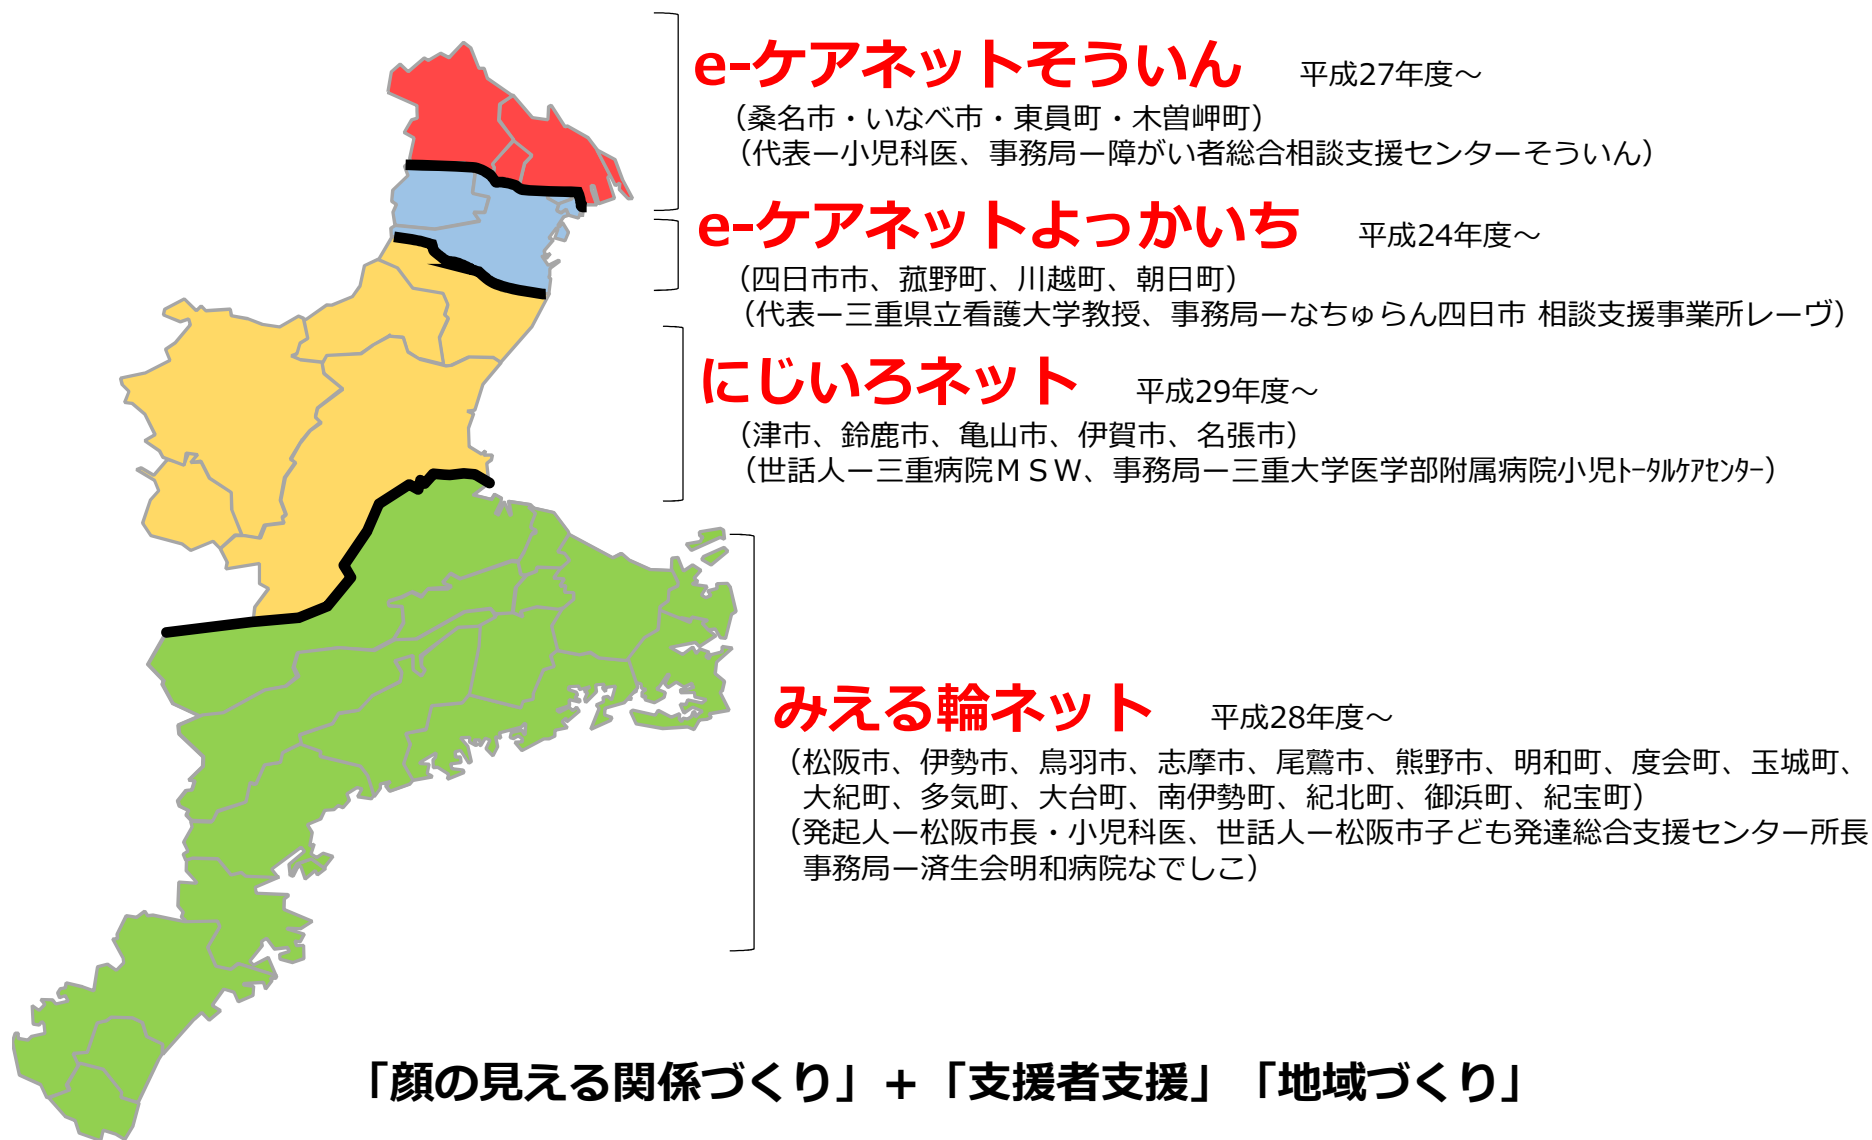 e-ケアネットそういん 平成27年度～
（桑名市・いなべ市・東員町・木曽岬町）
（代表ー小児科医、事務局ー障がい者総合相談支援センターそういん）
e-ケアネットよっかいち 平成24年度～
（四日市市、菰野町、川越町、朝日町）
（代表ー三重県立看護大学教授、事務局ーなちゅらん四日市 相談支援事業所レーヴ）
にじいろネット 平成29年度～
（津市、鈴鹿市、亀山市、伊賀市、名張市）
（世話人ー三重病院ＭＳＷ、事務局ー三重大学医学部附属病院小児ﾄｰﾀﾙｹｱｾﾝﾀｰ）
みえる輪ネット 平成28年度～
（松阪市、伊勢市、鳥羽市、志摩市、尾鷲市、熊野市、明和町、度会町、玉城町、
大紀町、多気町、大台町、南伊勢町、紀北町、御浜町、紀宝町）
（発起人ー松阪市長・小児科医、世話人ー松阪市子ども発達総合支援センター所長
事務局ー済生会明和病院なでしこ）
「顔の見える関係づくり」+「支援者支援」「地域づくり」